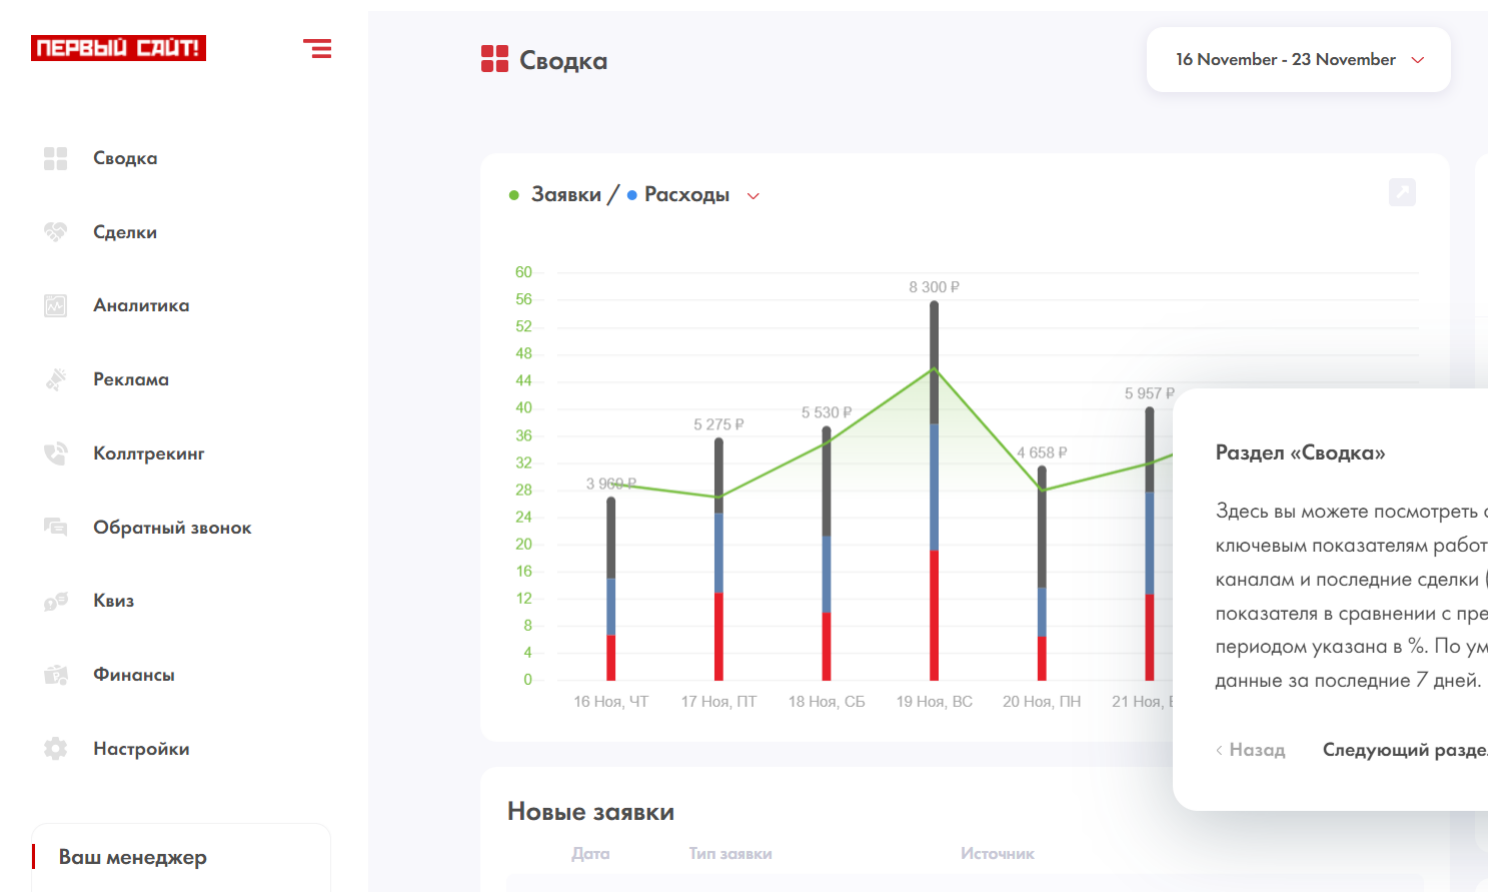 ПЕРВЫЙ САЙТ!
Сводка
Сделки
Аналитика
Реклама
Коллтрекинг
Обратный звонок
Квиз
Финансы
Настройки
Ваш менеджер
Сводка
16 November - 23 November
Заявки / Расходы
60
56
52
48
44
40
36
32
28
24
20
16
12
8
4
0
3 969 ₽
5 275 ₽
5 530 ₽
8 300 ₽
4 658 ₽
5 957 ₽
16 Ноя, ЧТ
17 Ноя, ПТ
18 Ноя, СБ
19 Ноя, ВС
20 Ноя, ПН
21 Ноя,
Раздел «Сводка»
Здесь вы можете посмотреть
ключевым показателям работ
каналам и последние сделки (
показателя в сравнении с пре
периодом указана в %. По ум
данные за последние 7 дней.
‹ Назад
Следующий разде
Новые заявки
Дата Тип заявки Источник